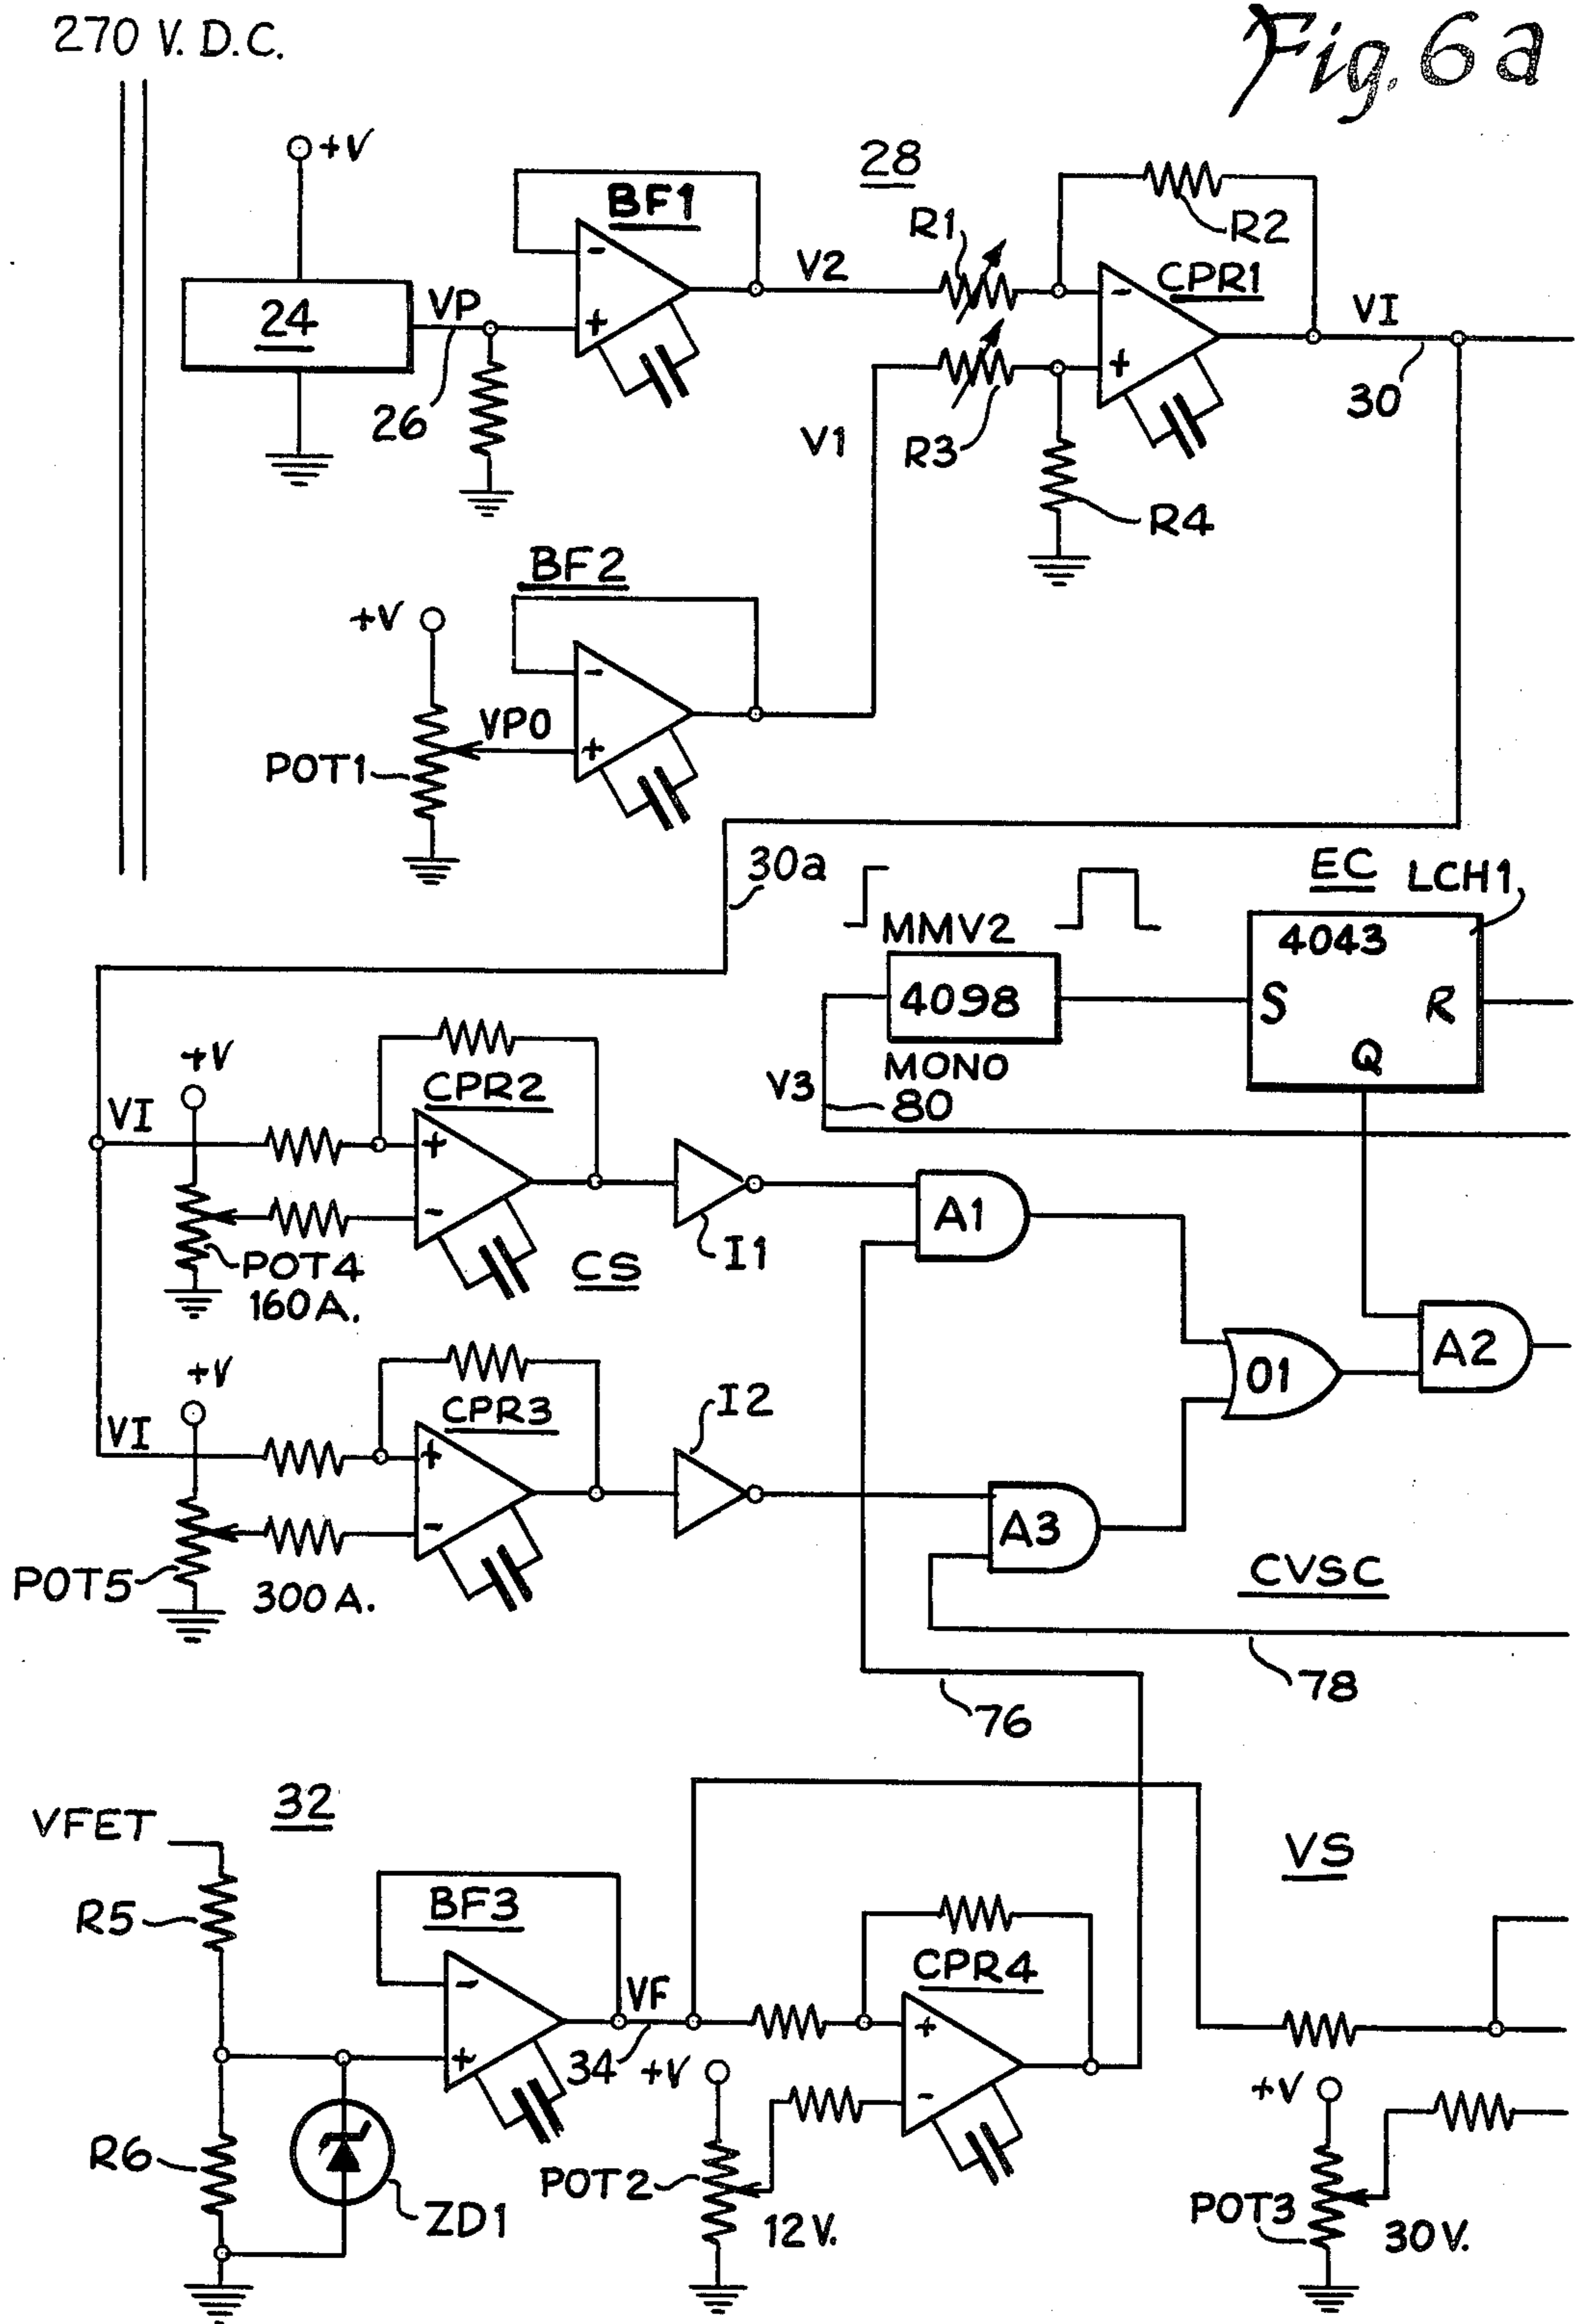 270 V. D.C.
Fig. 6a
+V
28
BF1
R1
R2
V2
CPR1
24
VP
-
+
-
+
VI
26
R3
30
V1
R4
BF2
+V
-
+
VPO
POT1
30a
EC
LCH1
MMV2
4043
4098
S
R
Q
MONO
V3
80
+V
CPR2
VI
+
-
A1
I1
POT4
160A.
CS
+V
A2
O1
CPR3
I2
VI
+
-
A3
POT5
300A.
CVSC
78
76
32
VFET
VS
R5
BF3
CPR4
-
+
VF
34
+
-
+V
+V
R6
POT2
ZD1
12V.
POT3
30V.